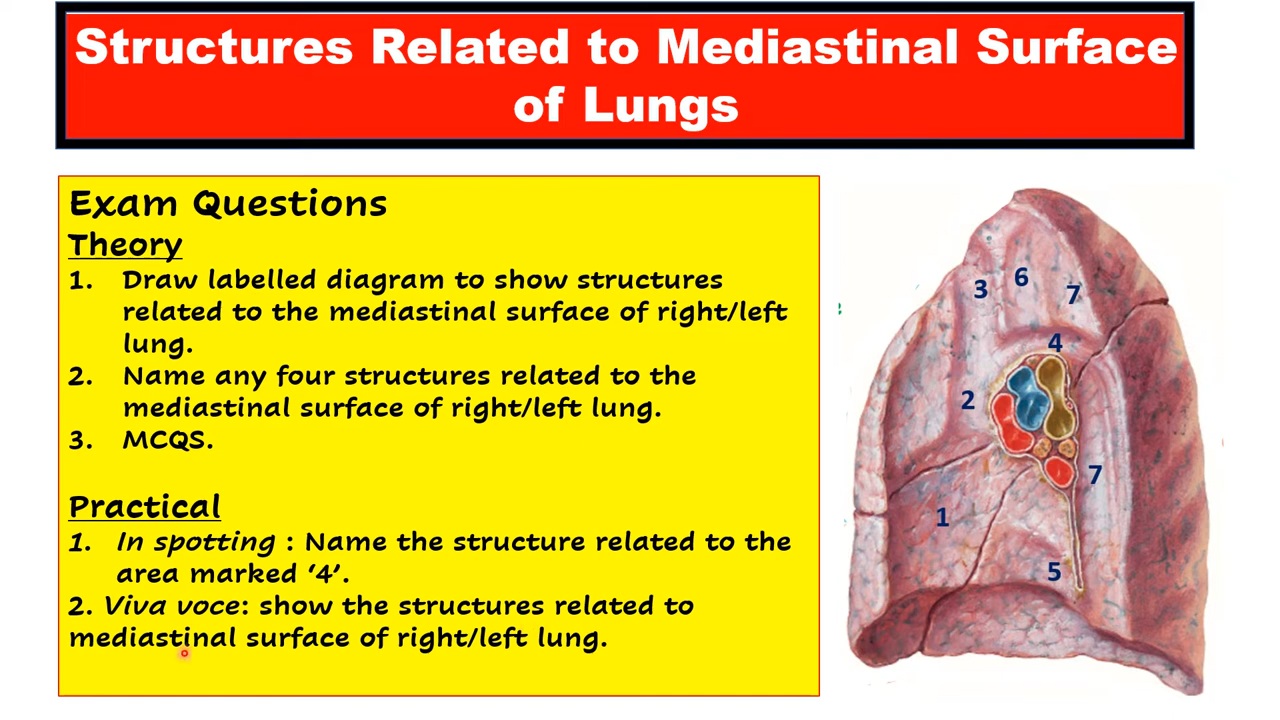 Structures Related to Mediastinal Surface
of Lungs
Exam Questions
Theory
1. Draw labelled diagram to show structures
related to the mediastinal surface of right/left
lung.
2. Name any four structures related to the
mediastinal surface of right/left lung.
3. MCQS.
Practical
1. In spotting : Name the structure related to the
area marked ‘4’.
2. Viva voce: show the structures related to
mediastinal surface of right/left lung.
6
3
7
4
2
7
1
5